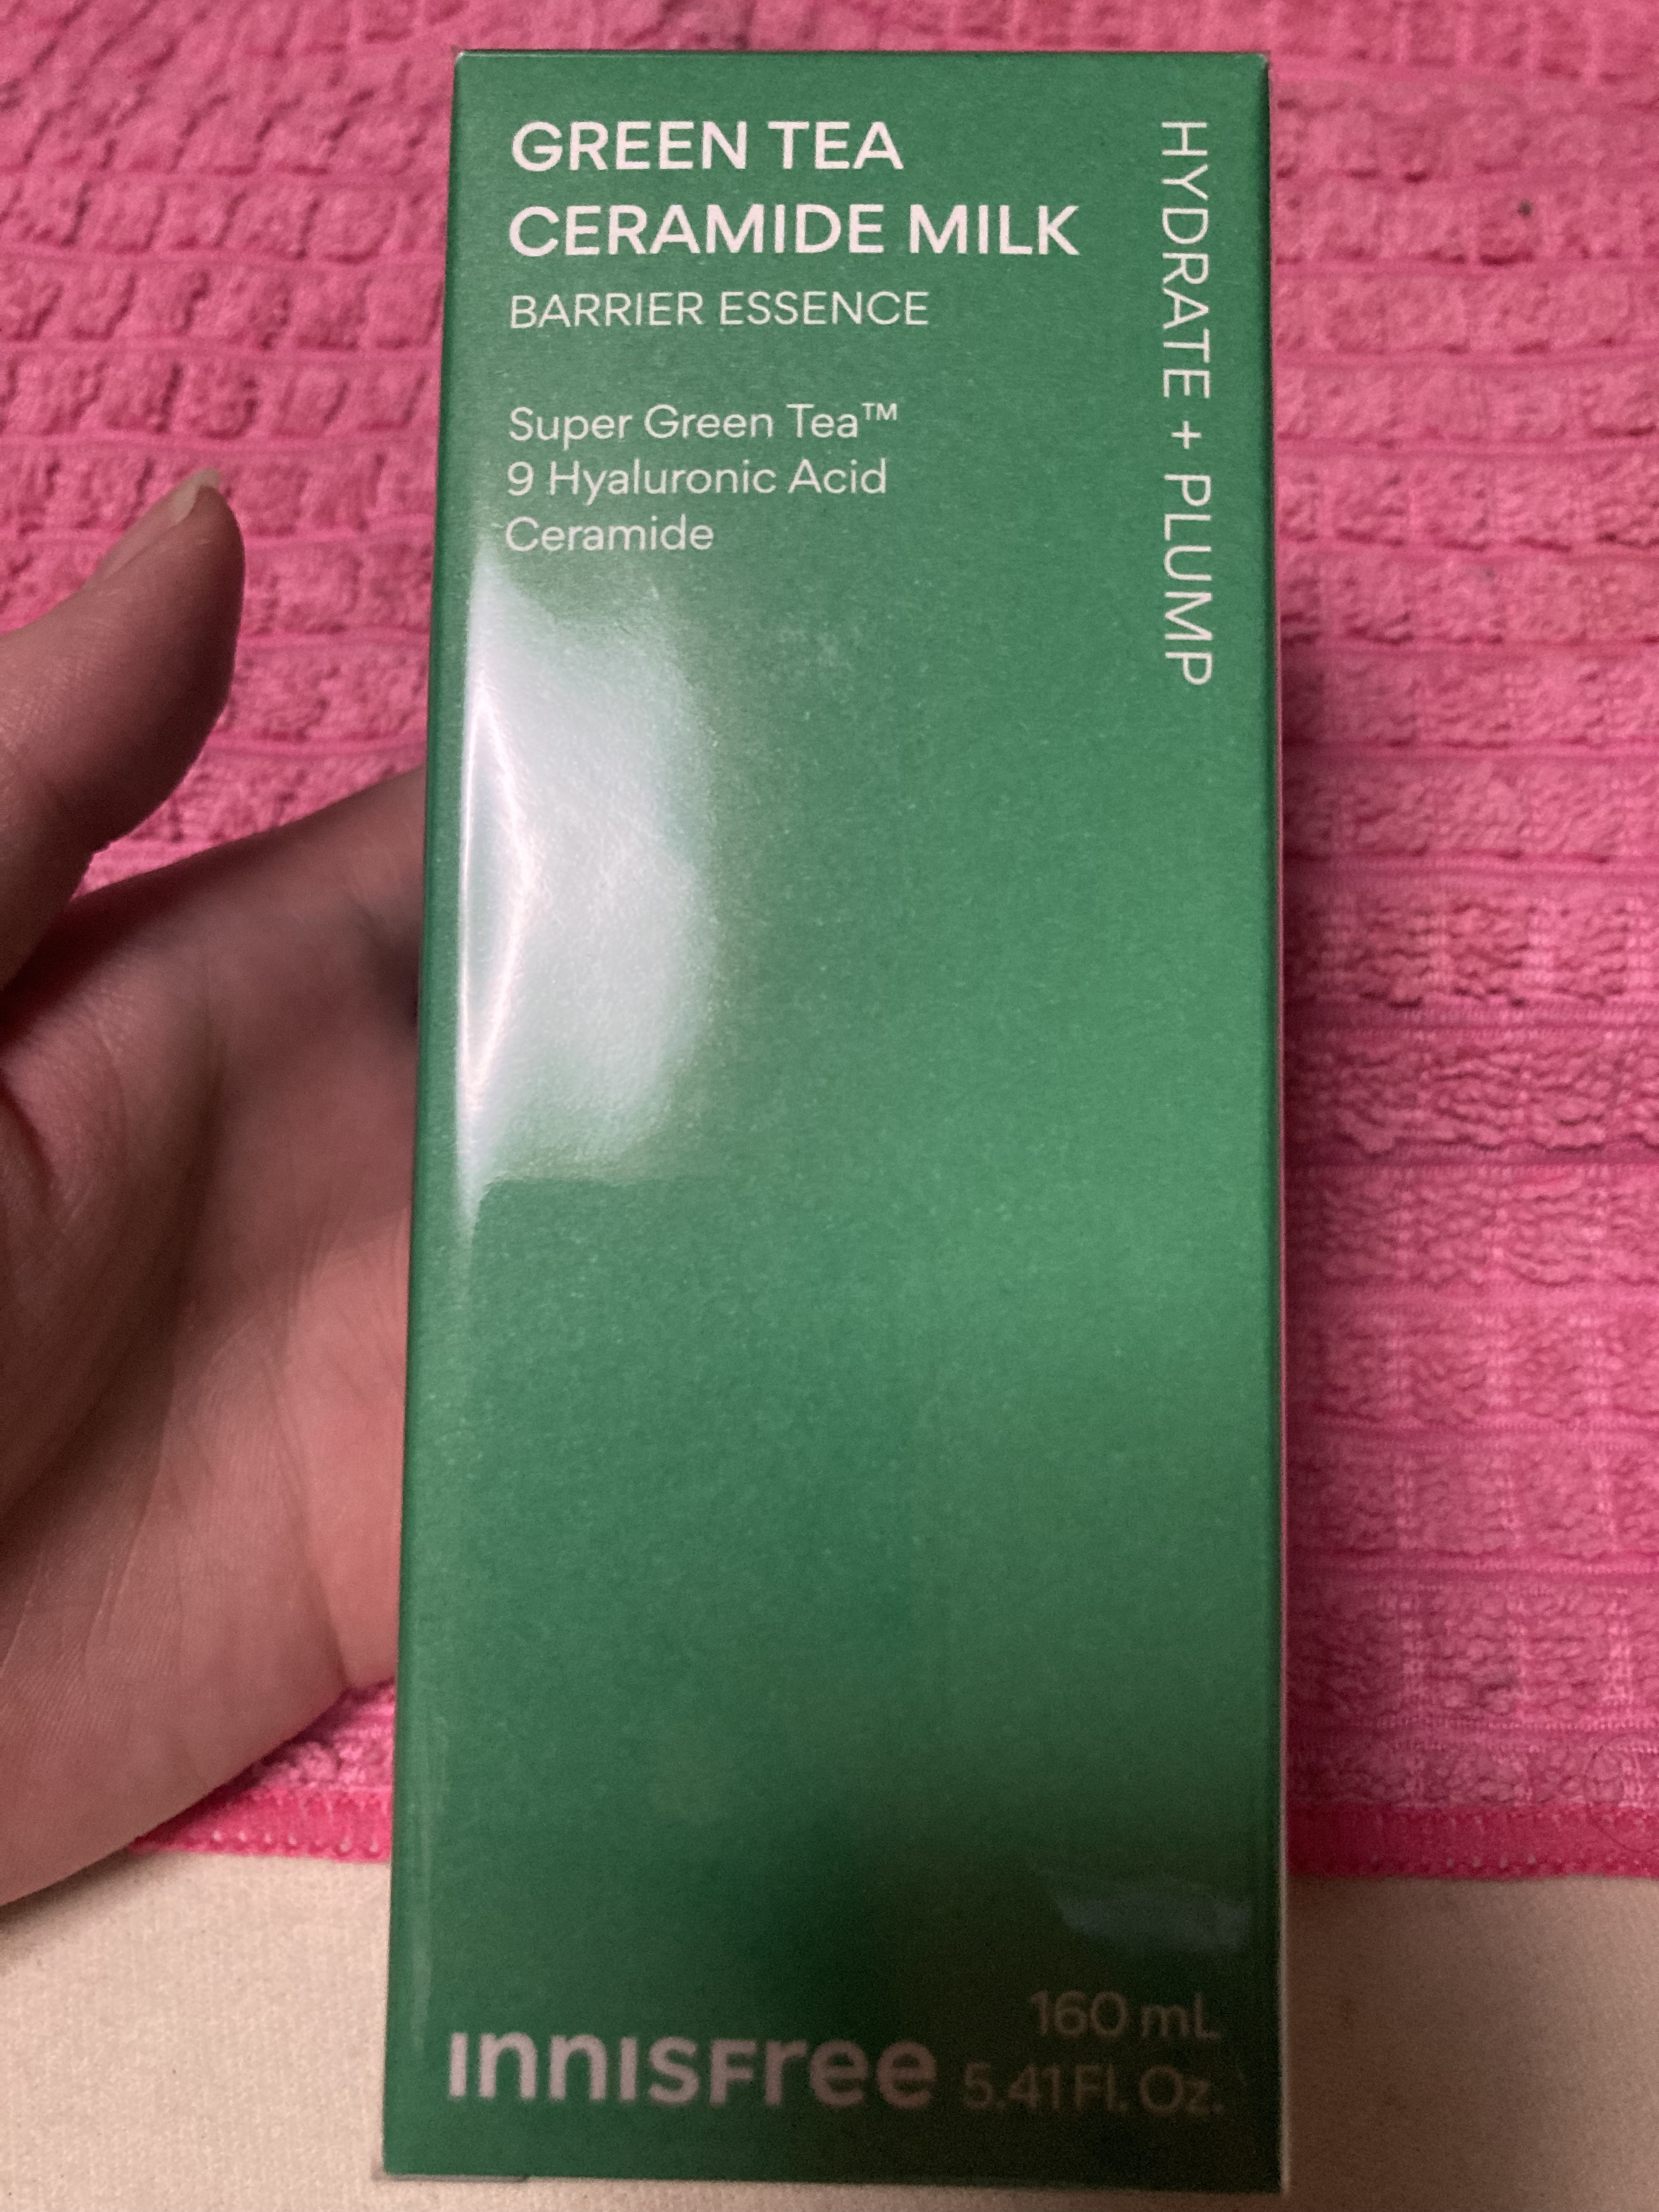 GREEN TEA
CERAMIDE MILK
BARRIER ESSENCE
Super Green Tea™
9 Hyaluronic Acid
Ceramide
HYDRATE + PLUMP
innisFree
160 mL
5.41 Fl. Oz.